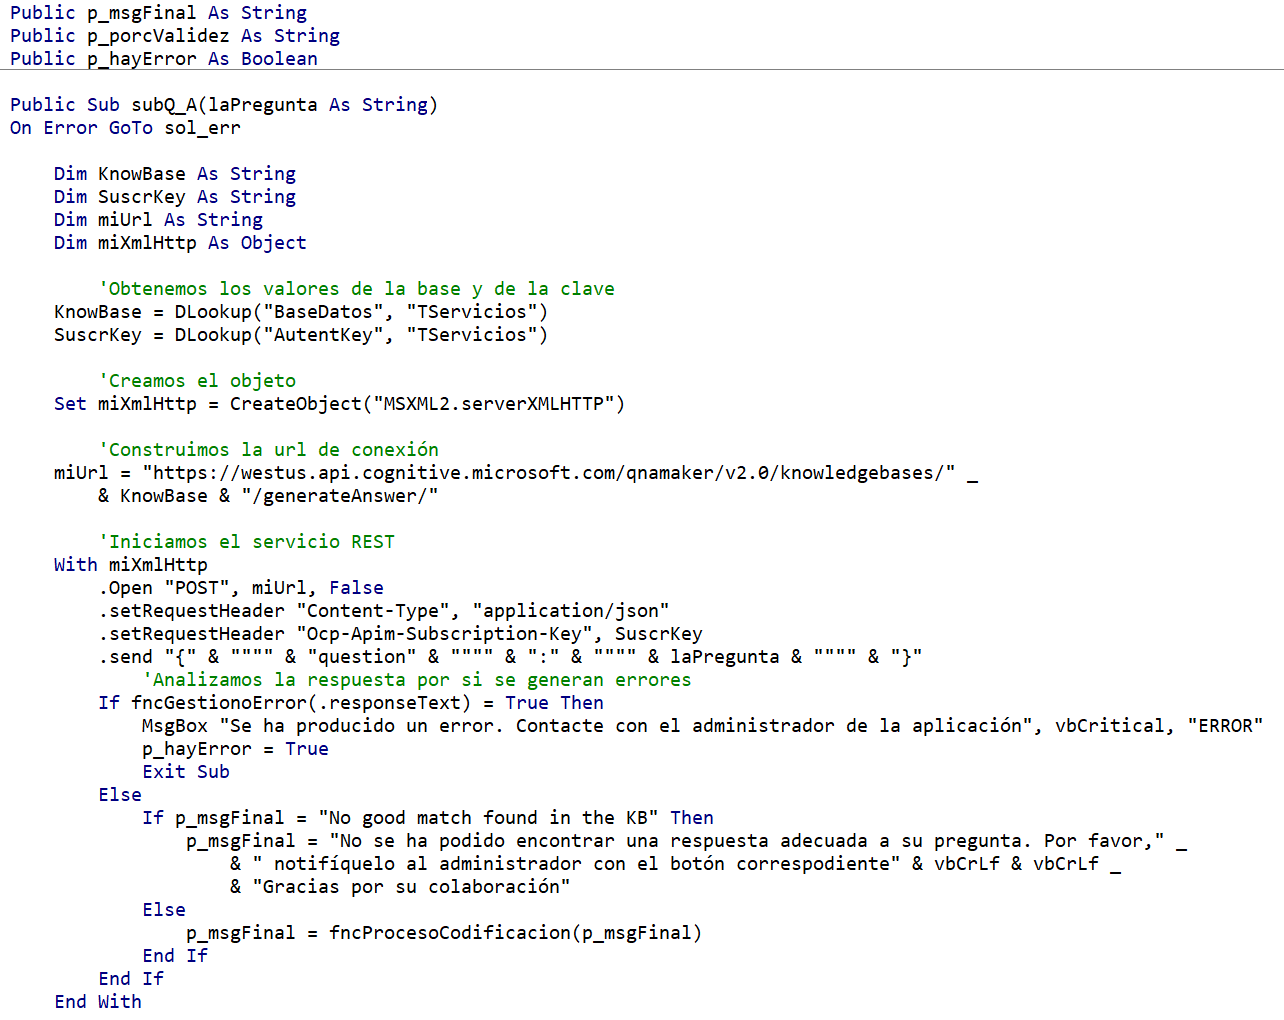 Public p_msgFinal As String
Public p_porcValidez As String
Public p_hayError As Boolean
Public Sub subQ_A(laPregunta As String)
On Error GoTo sol_err
Dim KnowBase As String
Dim SuscrKey As String
Dim miUrl As String
Dim miXmlHttp As Object
'Obtenemos los valores de la base y de la clave
KnowBase = DLookup("BaseDatos", "TServicios")
SuscrKey = DLookup("AutentKey", "TServicios")
'Creamos el objeto
Set miXmlHttp = CreateObject("MSXML2.serverXMLHTTP")
'Construimos la url de conexión
miUrl = "https://westus.api.cognitive.microsoft.com/qnamaker/v2.0/knowledgebases/" _
& KnowBase & "/generateAnswer/"
'Iniciamos el servicio REST
With miXmlHttp
.Open "POST", miUrl, False
.setRequestHeader "Content-Type", "application/json"
.setRequestHeader "Ocp-Apim-Subscription-Key", SuscrKey
.send "{" & """" & "question" & """" & ":" & """" & laPregunta & """" & "}"
'Analizamos la respuesta por si se generan errores
If fncGestionoError(.responseText) = True Then
MsgBox "Se ha producido un error. Contacte con el administrador de la aplicación", vbCritical, "ERROR"
p_hayError = True
Exit Sub
Else
If p_msgFinal = "No good match found in the KB" Then
p_msgFinal = "No se ha podido encontrar una respuesta adecuada a su pregunta. Por favor," _
& " notifíquelo al administrador con el botón correspodiente" & vbCrLf & vbCrLf _
& "Gracias por su colaboración"
Else
p_msgFinal = fncProcesoCodificacion(p_msgFinal)
End If
End If
End With